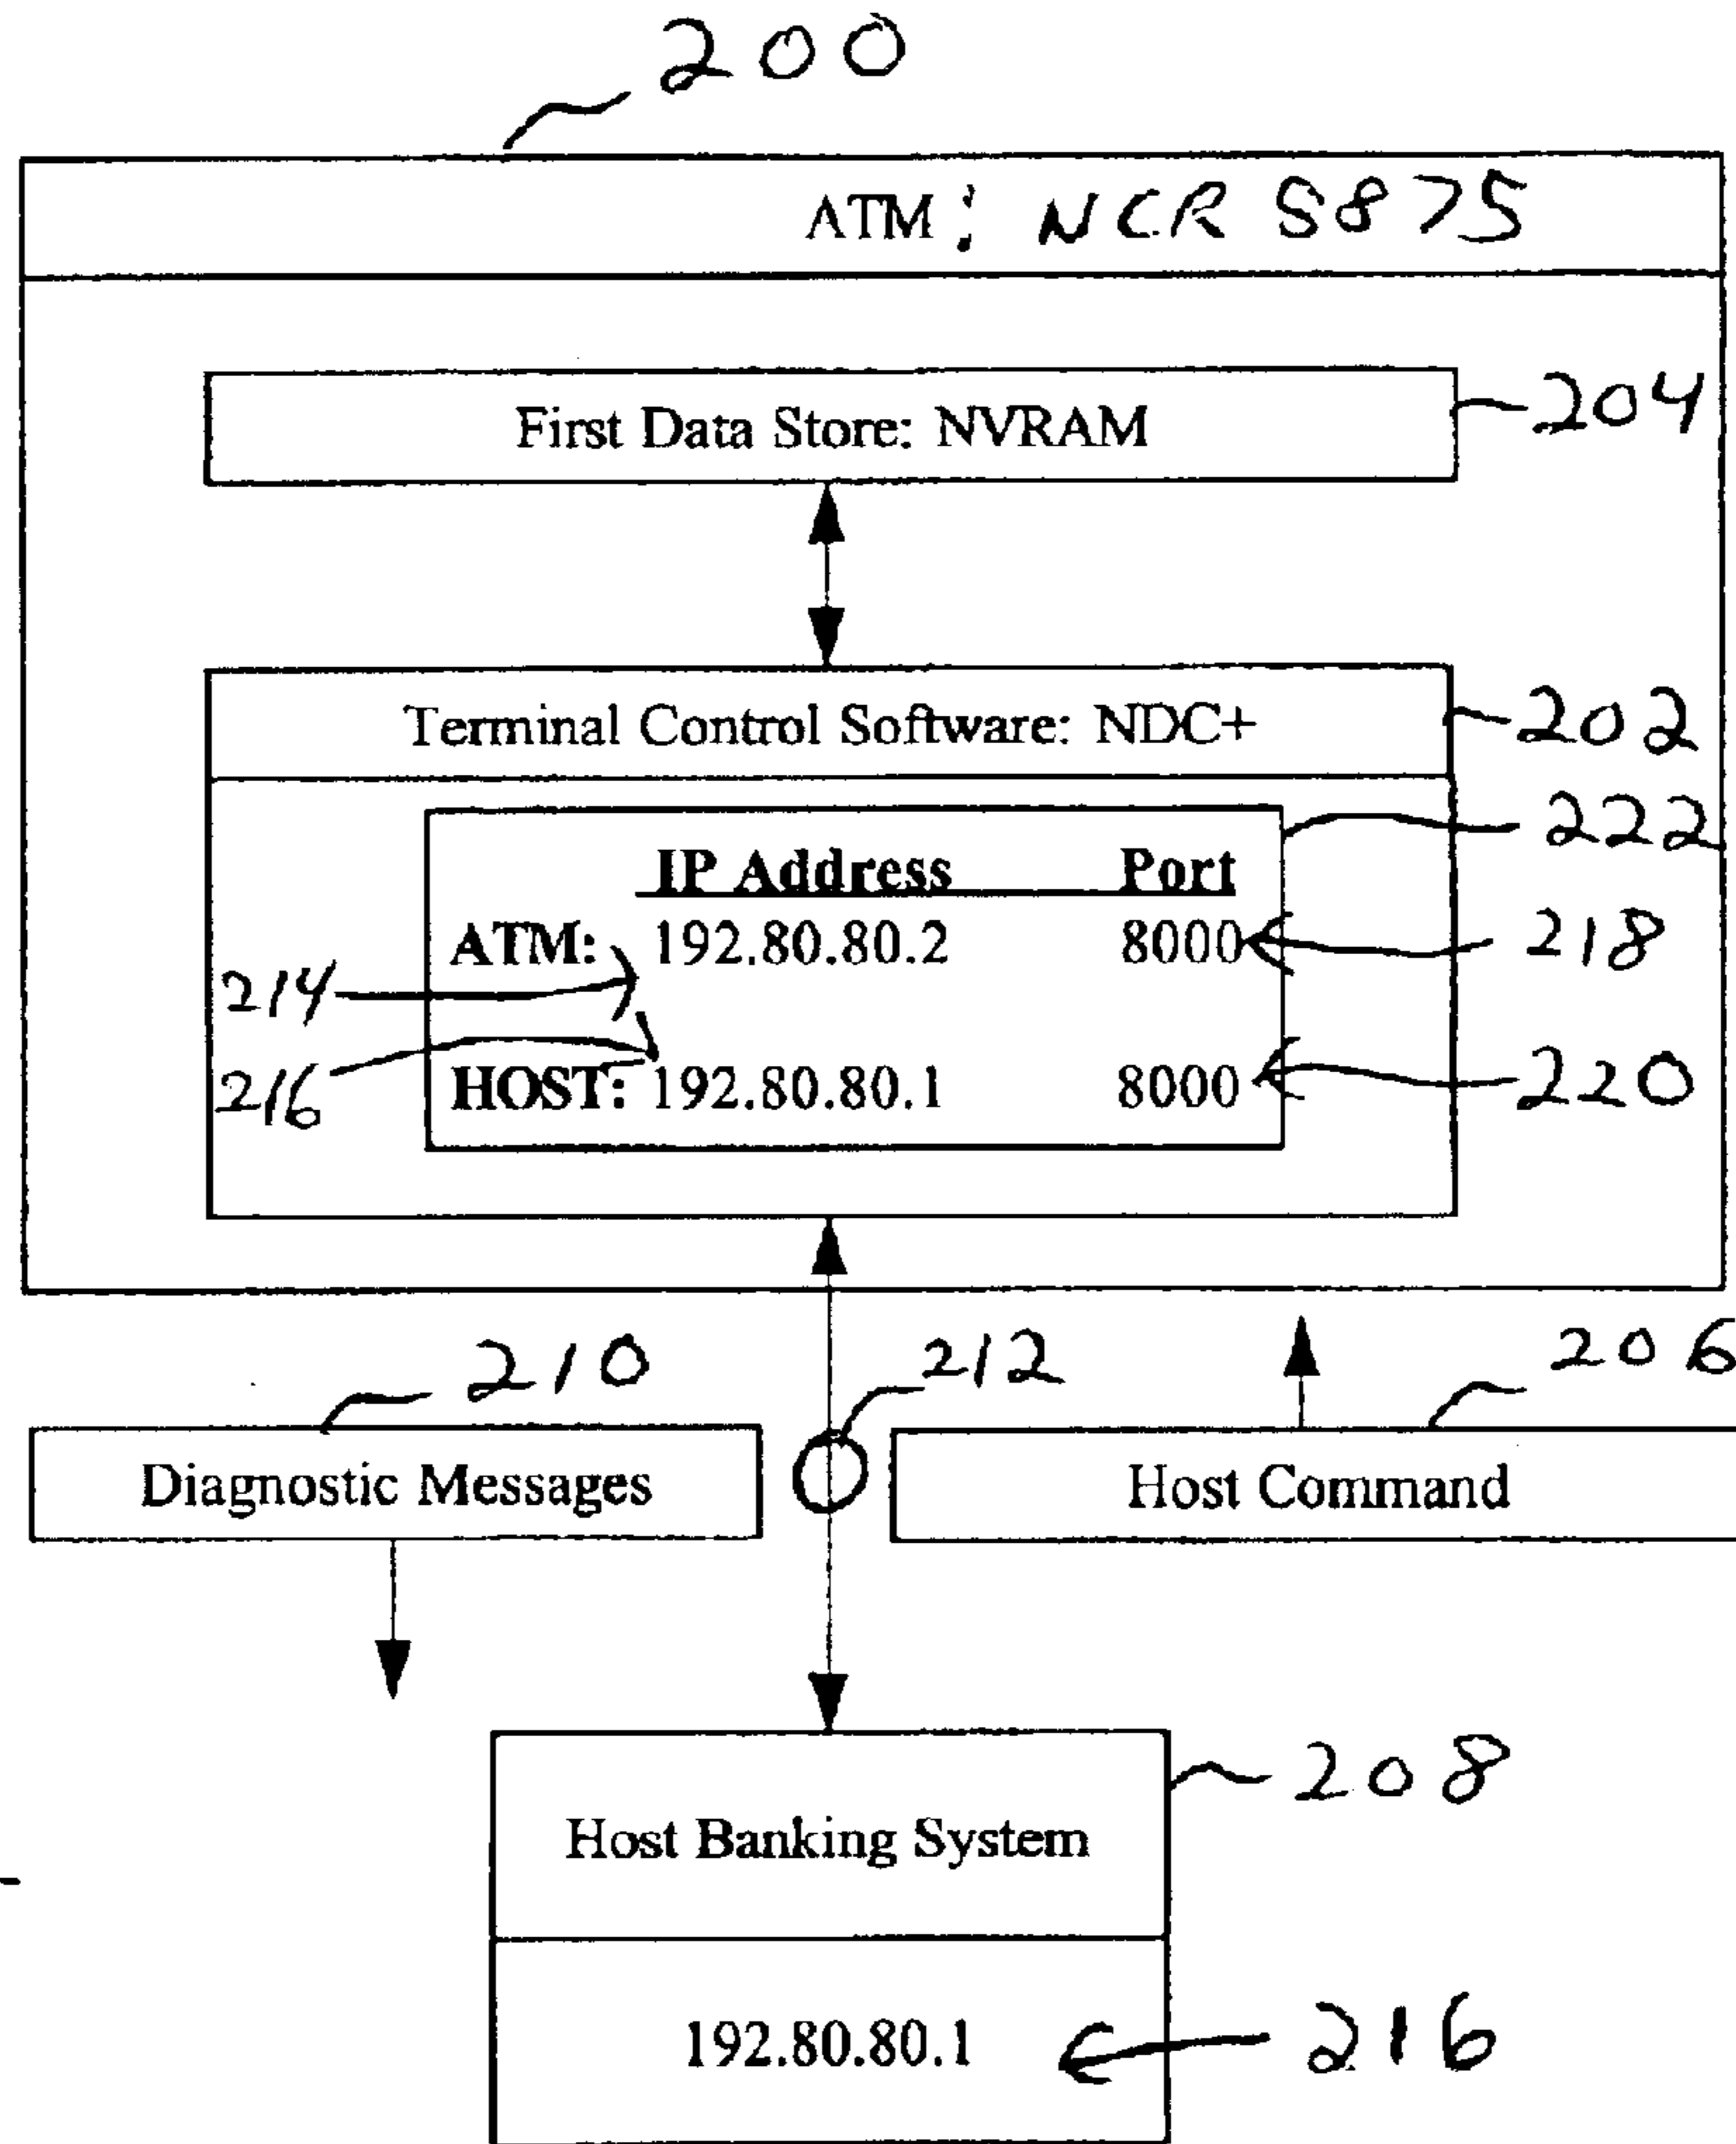 200
ATM: NCR 5875
First Data Store: NVRAM
204
Terminal Control Software: NDC+
202
222
IP Address Port
ATM: 192.80.80.2 8000
218
214
216
HOST: 192.80.80.1 8000
220
210
212
206
Diagnostic Messages
Host Command
208
Host Banking System
192.80.80.1
216